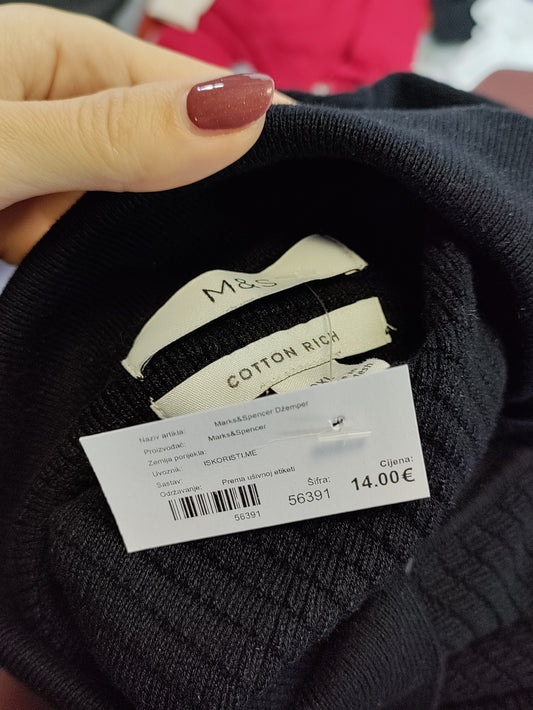 M&S
COTTON RICH
Naziv artikla: Marks&Spencer Džemper
Proizvođač: Marks&Spencer
Zemlja porijekla:
Uvoznik: ISKORISTI.ME
Sastav:
Održavanje: Prema ušivnoj etiketi
56391
Šifra:
56391
Cijena:
14.00€